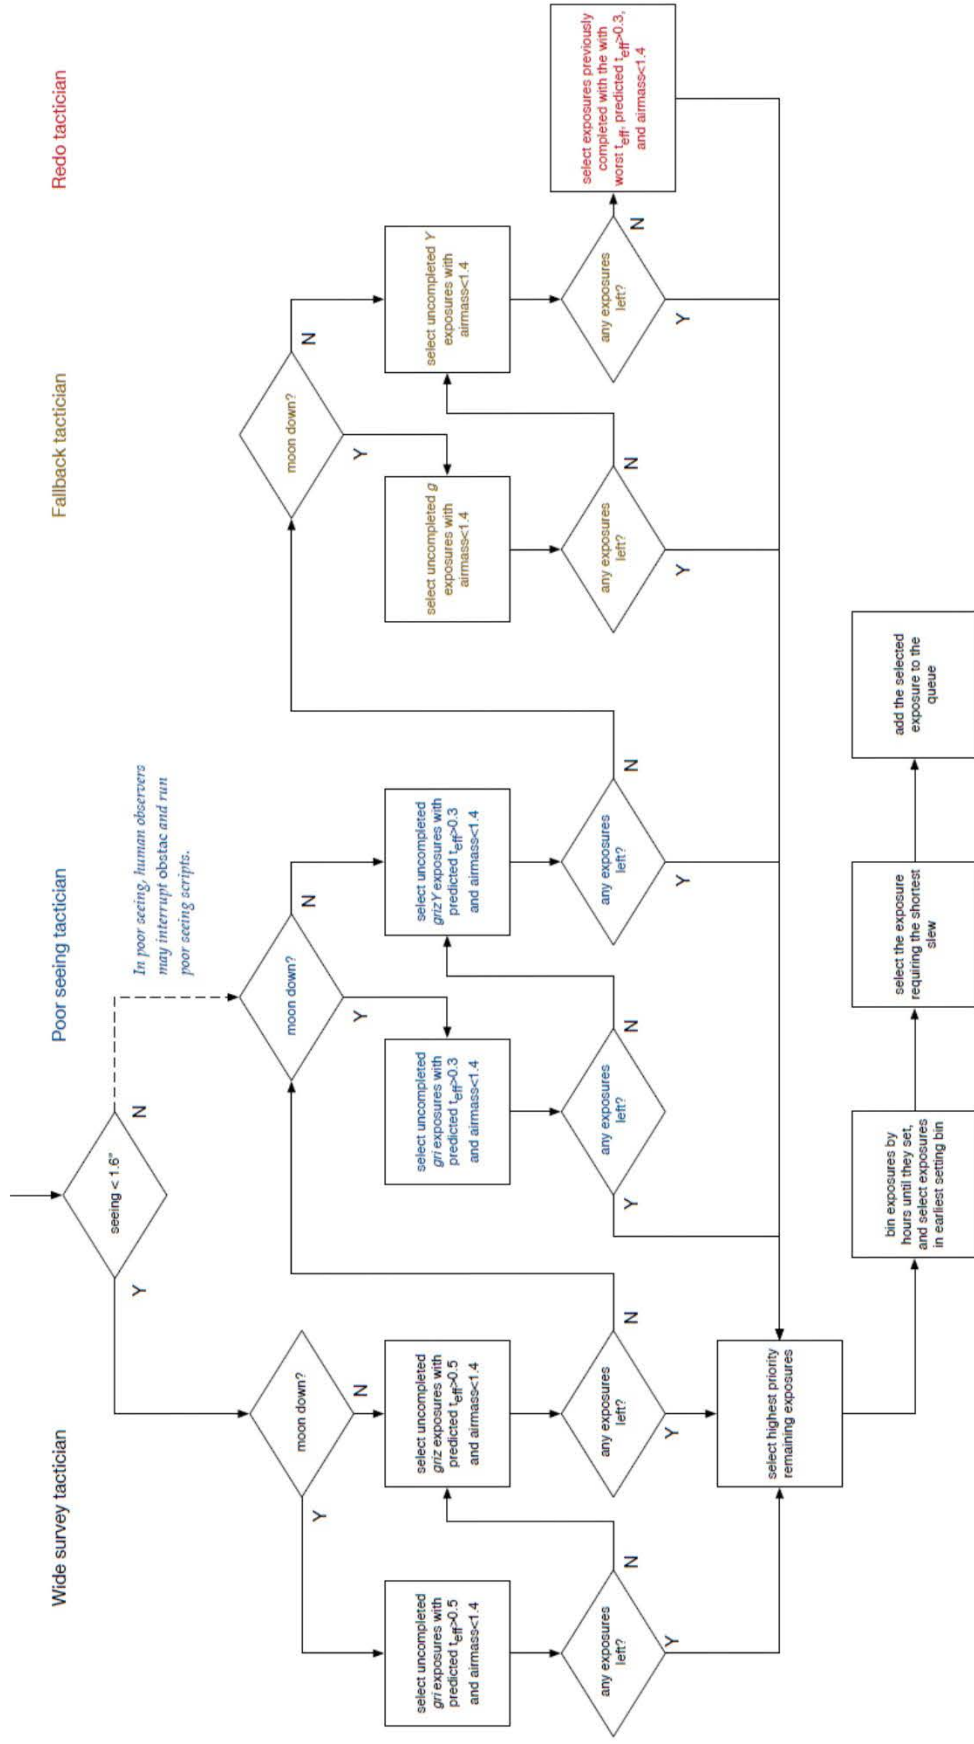 Wide survey tactician
Poor seeing tactician
Fallback tactician
Redo tactician
seeing < 1.6"
Y
N
In poor seeing, human observers
may interrupt obstac and run
poor seeing scripts.
moon down?
Y
N
select uncompleted
gri exposures with
predicted teff>0.5
and airmass<1.4
select uncompleted
griz exposures with
predicted teff>0.5
and airmass<1.4
any exposures
left?
Y
N
any exposures
left?
Y
N
moon down?
Y
N
select uncompleted
gri exposures with
predicted teff>0.3
and airmass<1.4
select uncompleted
grizY exposures with
predicted teff>0.3
and airmass<1.4
any exposures
left?
Y
N
any exposures
left?
Y
N
moon down?
Y
N
select uncompleted g
exposures with
airmass<1.4
select uncompleted Y
exposures with
airmass<1.4
any exposures
left?
Y
N
any exposures
left?
Y
N
select exposures previously
completed with the with
worst teff, predicted teff>0.3,
and airmass<1.4
select highest priority
remaining exposures
bin exposures by
hours until they set,
and select exposures
in earliest setting bin
select the exposure
requiring the shortest
slew
add the selected
exposure to the
queue